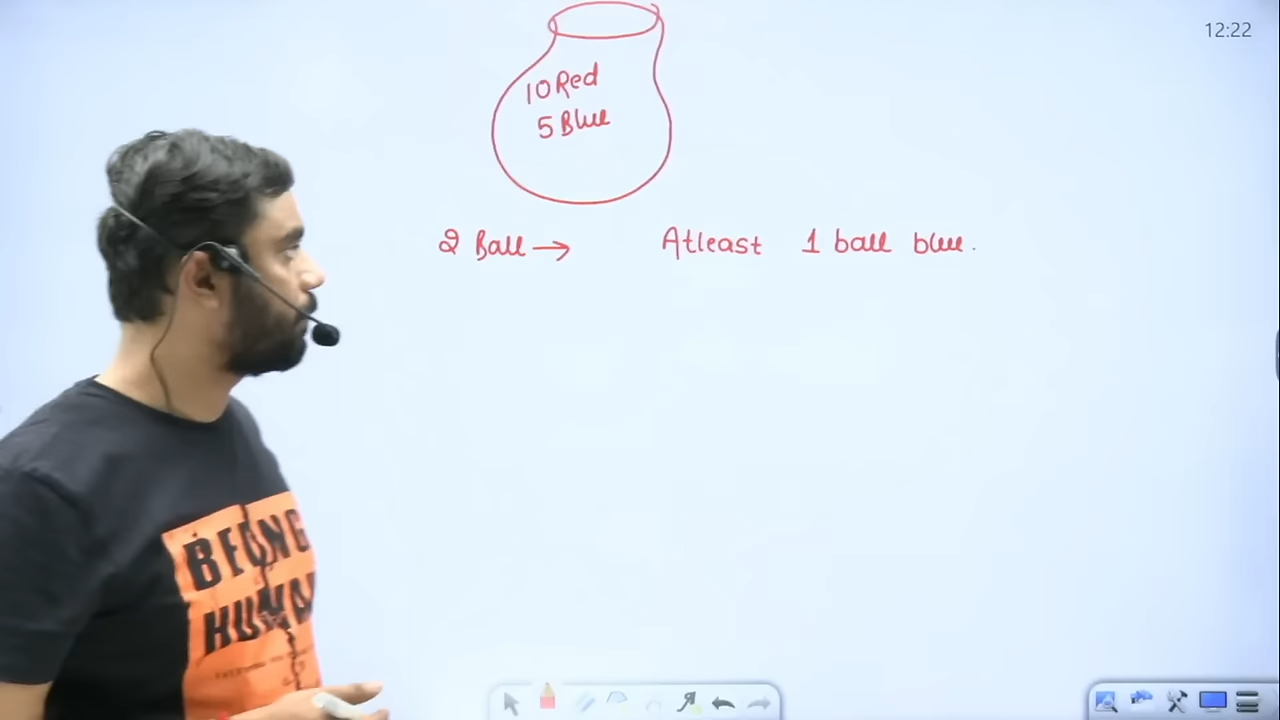 12:22
10 Red
5 Blue
2 Ball → Atleast 1 ball blue.
BEING
HUMAN